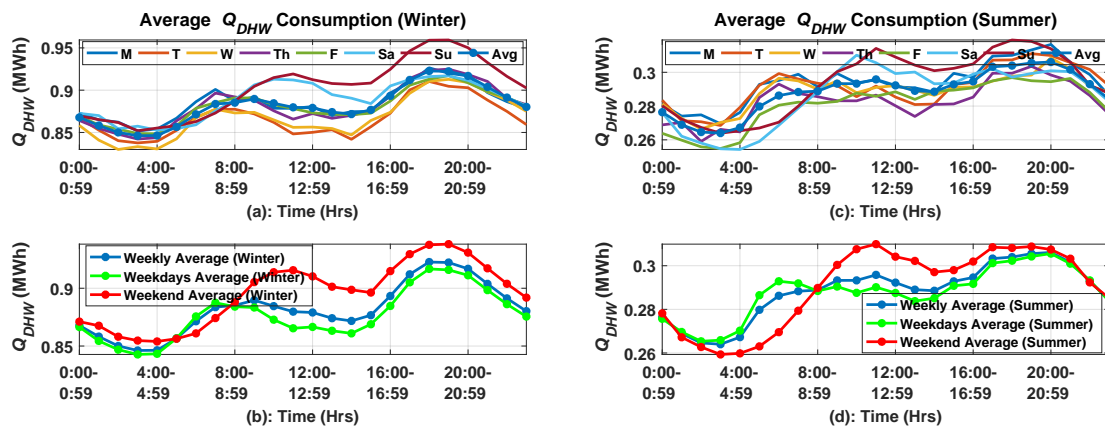 Average Q_DHW Consumption (Winter)
Q_DHW (MWh)
0.95
0.9
0.85
M T W Th F Sa Su Avg
0:00- 4:00- 8:00- 12:00- 16:00- 20:00-
0:59 4:59 8:59 12:59 16:59 20:59
(a): Time (Hrs)
Average Q_DHW Consumption (Summer)
Q_DHW (MWh)
0.3
0.28
0.26
M T W Th F Sa Su Avg
0:00- 4:00- 8:00- 12:00- 16:00- 20:00-
0:59 4:59 8:59 12:59 16:59 20:59
(c): Time (Hrs)
Q_DHW (MWh)
0.9
0.85
Weekly Average (Winter)
Weekdays Average (Winter)
Weekend Average (Winter)
0:00- 4:00- 8:00- 12:00- 16:00- 20:00-
0:59 4:59 8:59 12:59 16:59 20:59
(b): Time (Hrs)
Q_DHW (MWh)
0.3
0.28
0.26
Weekly Average (Summer)
Weekdays Average (Summer)
Weekend Average (Summer)
0:00- 4:00- 8:00- 12:00- 16:00- 20:00-
0:59 4:59 8:59 12:59 16:59 20:59
(d): Time (Hrs)